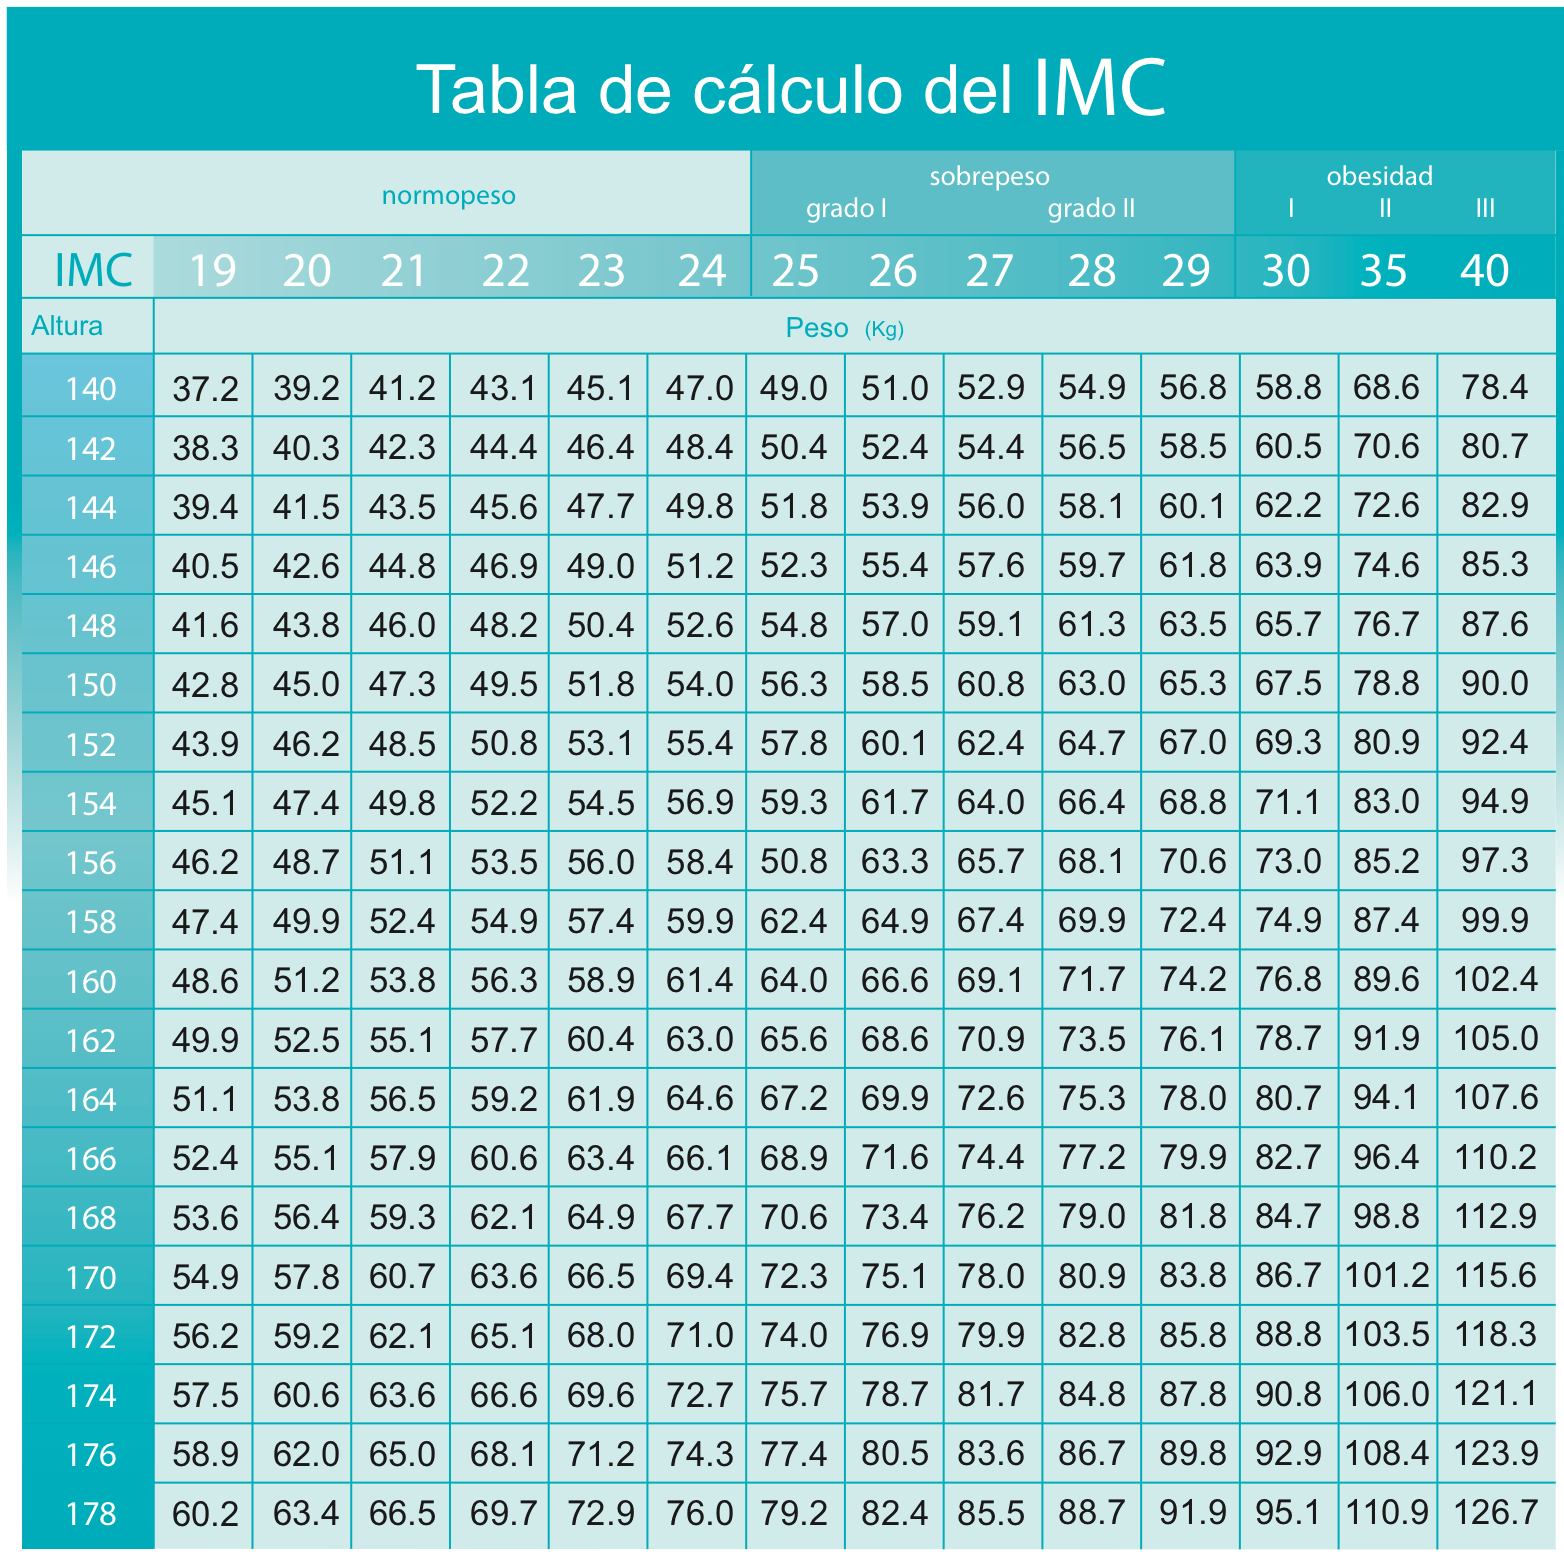 Tabla de cálculo del IMC
normopeso
sobrepeso
obesidad
grado I grado II I II III
IMC 19 20 21 22 23 24 25 26 27 28 29 30 35 40
Altura Peso (Kg)
140 37.2 39.2 41.2 43.1 45.1 47.0 49.0 51.0 52.9 54.9 56.8 58.8 68.6 78.4
142 38.3 40.3 42.3 44.4 46.4 48.4 50.4 52.4 54.4 56.5 58.5 60.5 70.6 80.7
144 39.4 41.5 43.5 45.6 47.7 49.8 51.8 53.9 56.0 58.1 60.1 62.2 72.6 82.9
146 40.5 42.6 44.8 46.9 49.0 51.2 52.3 55.4 57.6 59.7 61.8 63.9 74.6 85.3
148 41.6 43.8 46.0 48.2 50.4 52.6 54.8 57.0 59.1 61.3 63.5 65.7 76.7 87.6
150 42.8 45.0 47.3 49.5 51.8 54.0 56.3 58.5 60.8 63.0 65.3 67.5 78.8 90.0
152 43.9 46.2 48.5 50.8 53.1 55.4 57.8 60.1 62.4 64.7 67.0 69.3 80.9 92.4
154 45.1 47.4 49.8 52.2 54.5 56.9 59.3 61.7 64.0 66.4 68.8 71.1 83.0 94.9
156 46.2 48.7 51.1 53.5 56.0 58.4 50.8 63.3 65.7 68.1 70.6 73.0 85.2 97.3
158 47.4 49.9 52.4 54.9 57.4 59.9 62.4 64.9 67.4 69.9 72.4 74.9 87.4 99.9
160 48.6 51.2 53.8 56.3 58.9 61.4 64.0 66.6 69.1 71.7 74.2 76.8 89.6 102.4
162 49.9 52.5 55.1 57.7 60.4 63.0 65.6 68.6 70.9 73.5 76.1 78.7 91.9 105.0
164 51.1 53.8 56.5 59.2 61.9 64.6 67.2 69.9 72.6 75.3 78.0 80.7 94.1 107.6
166 52.4 55.1 57.9 60.6 63.4 66.1 68.9 71.6 74.4 77.2 79.9 82.7 96.4 110.2
168 53.6 56.4 59.3 62.1 64.9 67.7 70.6 73.4 76.2 79.0 81.8 84.7 98.8 112.9
170 54.9 57.8 60.7 63.6 66.5 69.4 72.3 75.1 78.0 80.9 83.8 86.7 101.2 115.6
172 56.2 59.2 62.1 65.1 68.0 71.0 74.0 76.9 79.9 82.8 85.8 88.8 103.5 118.3
174 57.5 60.6 63.6 66.6 69.6 72.7 75.7 78.7 81.7 84.8 87.8 90.8 106.0 121.1
176 58.9 62.0 65.0 68.1 71.2 74.3 77.4 80.5 83.6 86.7 89.8 92.9 108.4 123.9
178 60.2 63.4 66.5 69.7 72.9 76.0 79.2 82.4 85.5 88.7 91.9 95.1 110.9 126.7